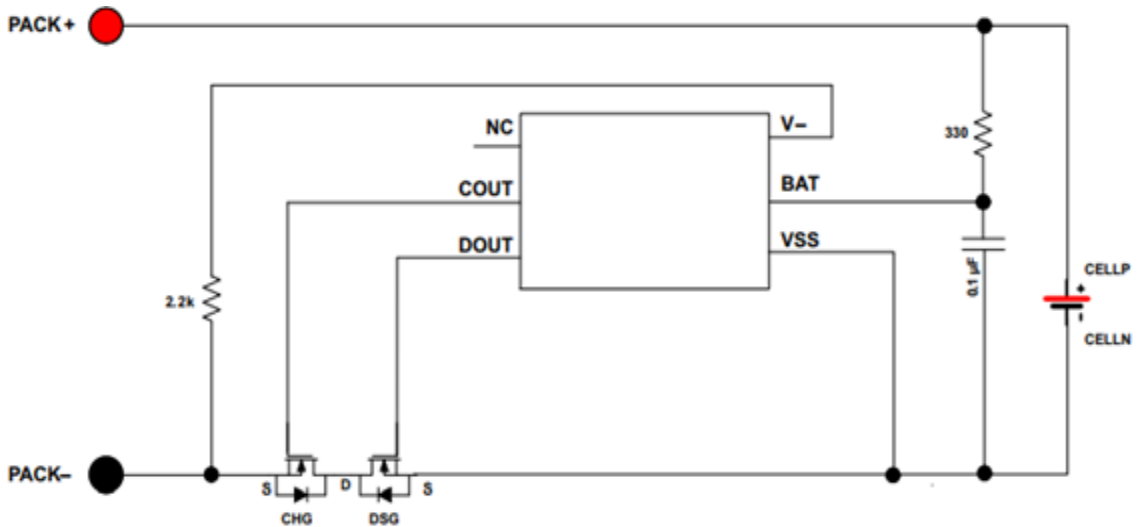 PACK+
NC
V–
330
COUT
BAT
DOUT
VSS
0.1 µF
CELLP
+
2.2k
-
CELLN
PACK–
S
D
S
CHG
DSG